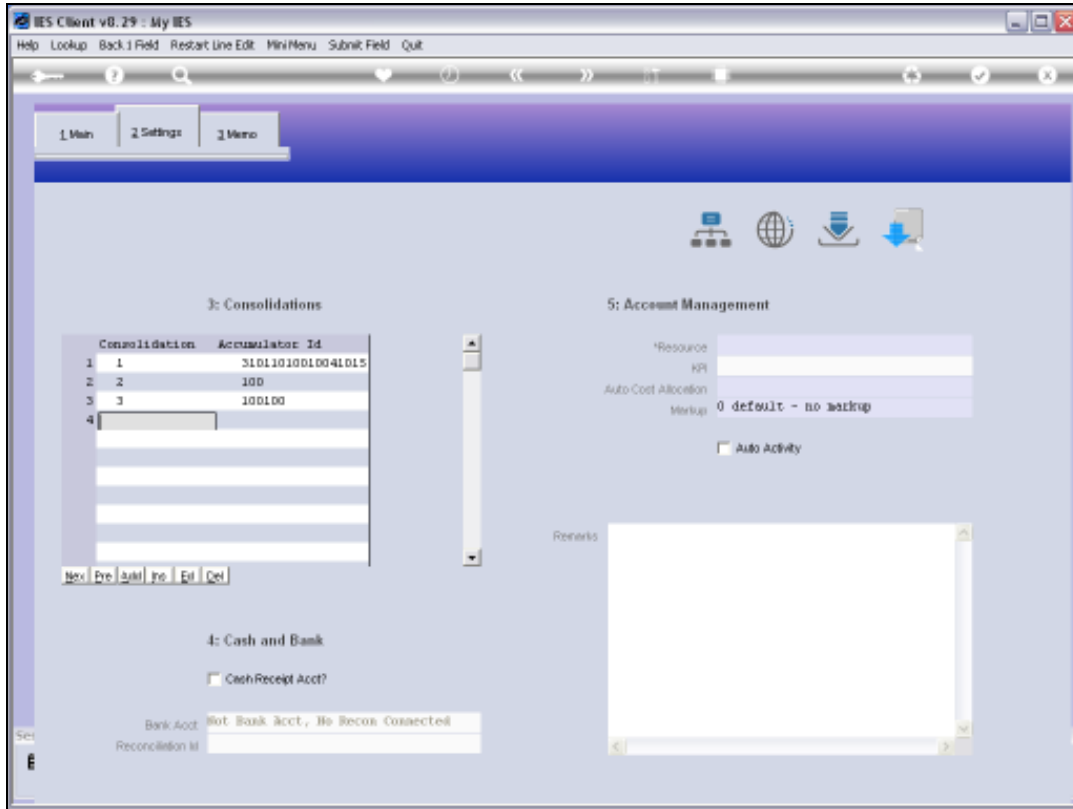 IES Client v8.29 : My IES
Help Lookup Back 1 Field Restart Line Edit Mini Menu Submit Field Quit
1 Main 2 Settings 3 Memo
3: Consolidations
Consolidation Accumulator Id
1 1 31011010010041015
2 2 100
3 3 100100
4
Nex Pre Add Ins Ed Del
4: Cash and Bank
Cash Receipt Acct?
Bank Acct Not Bank Acct, No Recon Connected
Reconciliation Id
5: Account Management
*Resource
KPI
Auto Cost Allocation
Markup 0 default - no markup
Auto Activity
Remarks